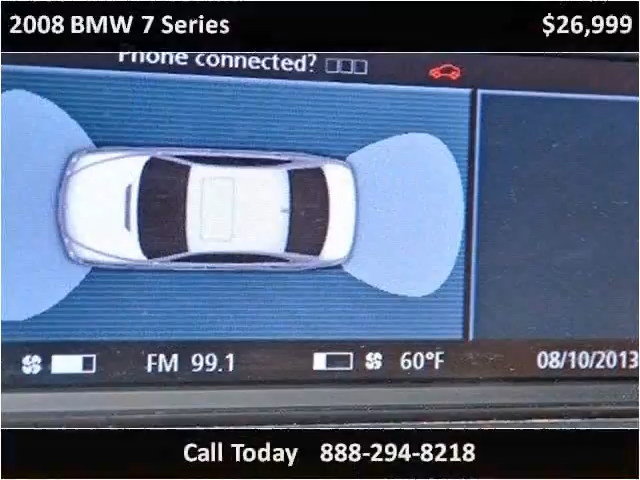 2008 BMW 7 Series $26,999
Phone connected?
FM 99.1 60°F 08/10/2013
Call Today 888-294-8218